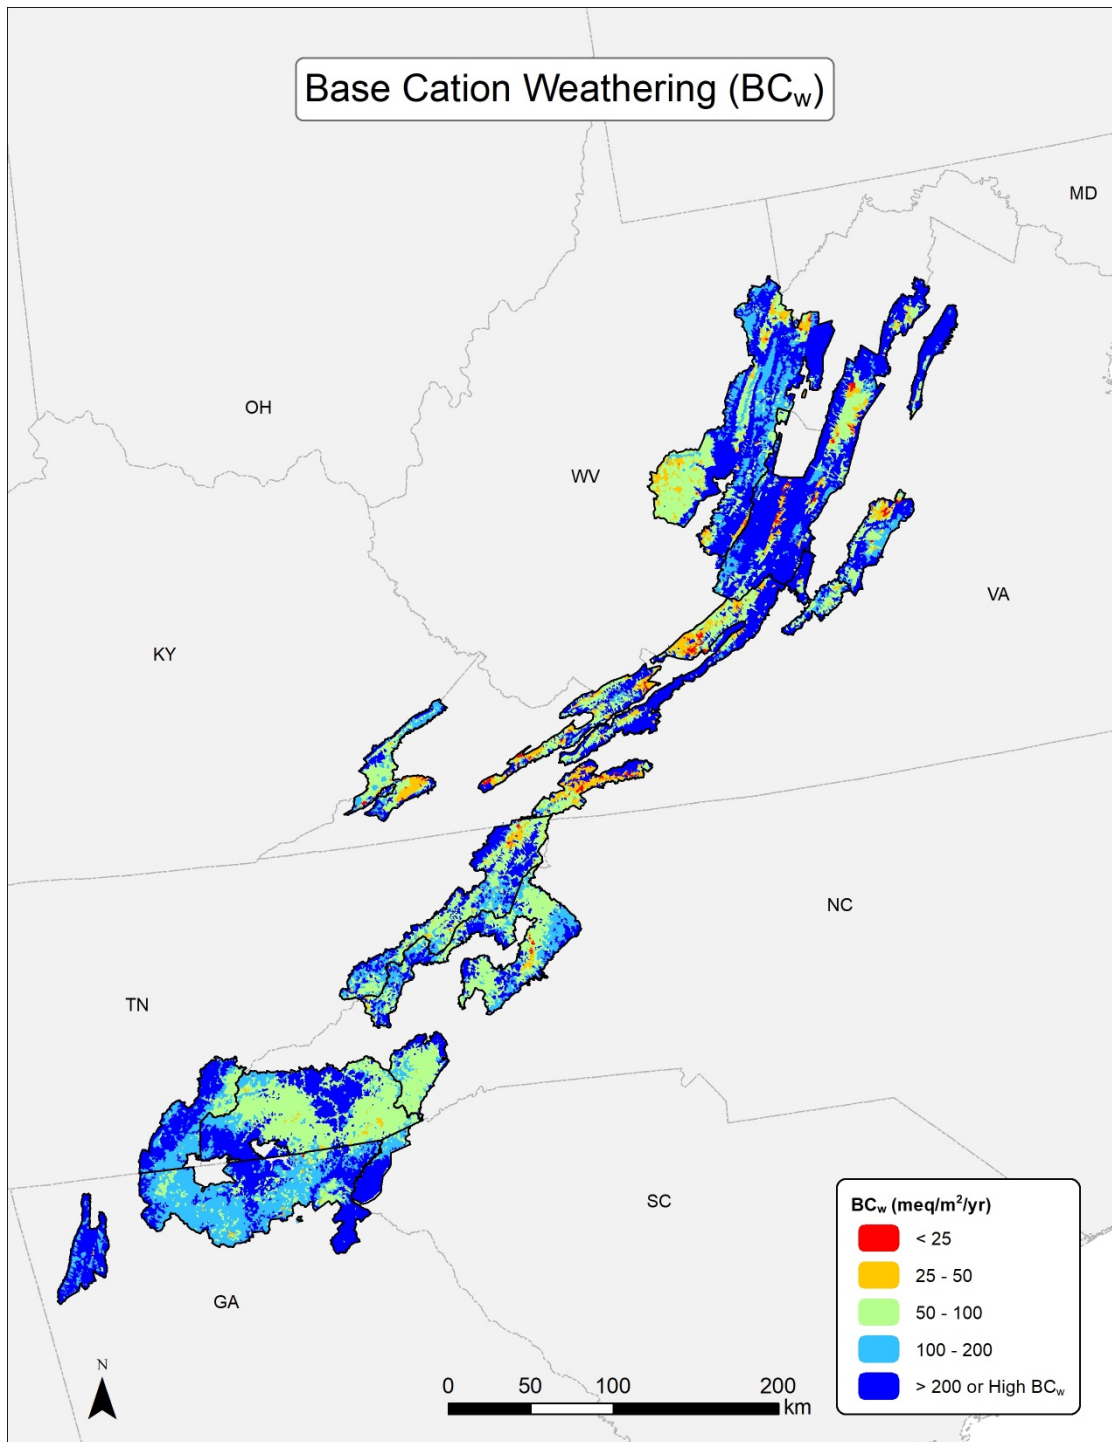 Base Cation Weathering (BCw)
MD
OH
WV
VA
KY
NC
TN
SC
GA
N
0 50 100 200
km
BCw (meq/m²/yr)
< 25
25 - 50
50 - 100
100 - 200
> 200 or High BCw